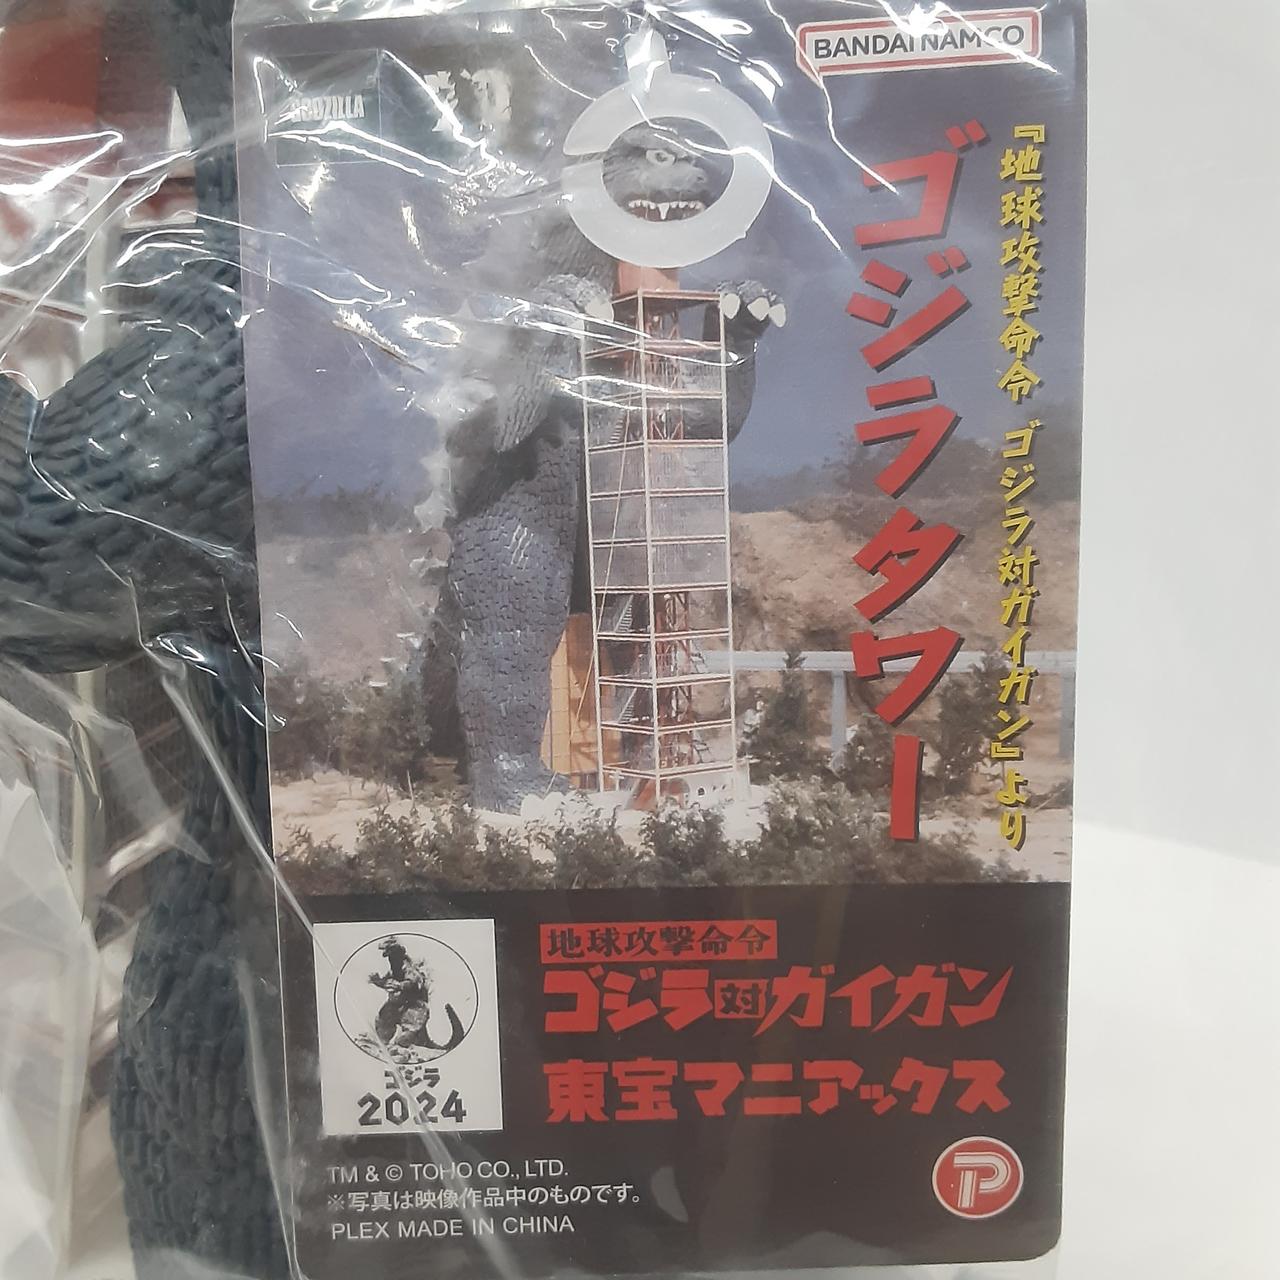 BANDAI NAMCO
GODZILLA
『地球攻撃命令 ゴジラ対ガイガン』より
ゴジラタワー
地球攻撃命令
ゴジラ対ガイガン
東宝マニアックス
ゴジラ
2024
TM & © TOHO CO., LTD.
※写真は映像作品中のものです。
PLEX MADE IN CHINA
P